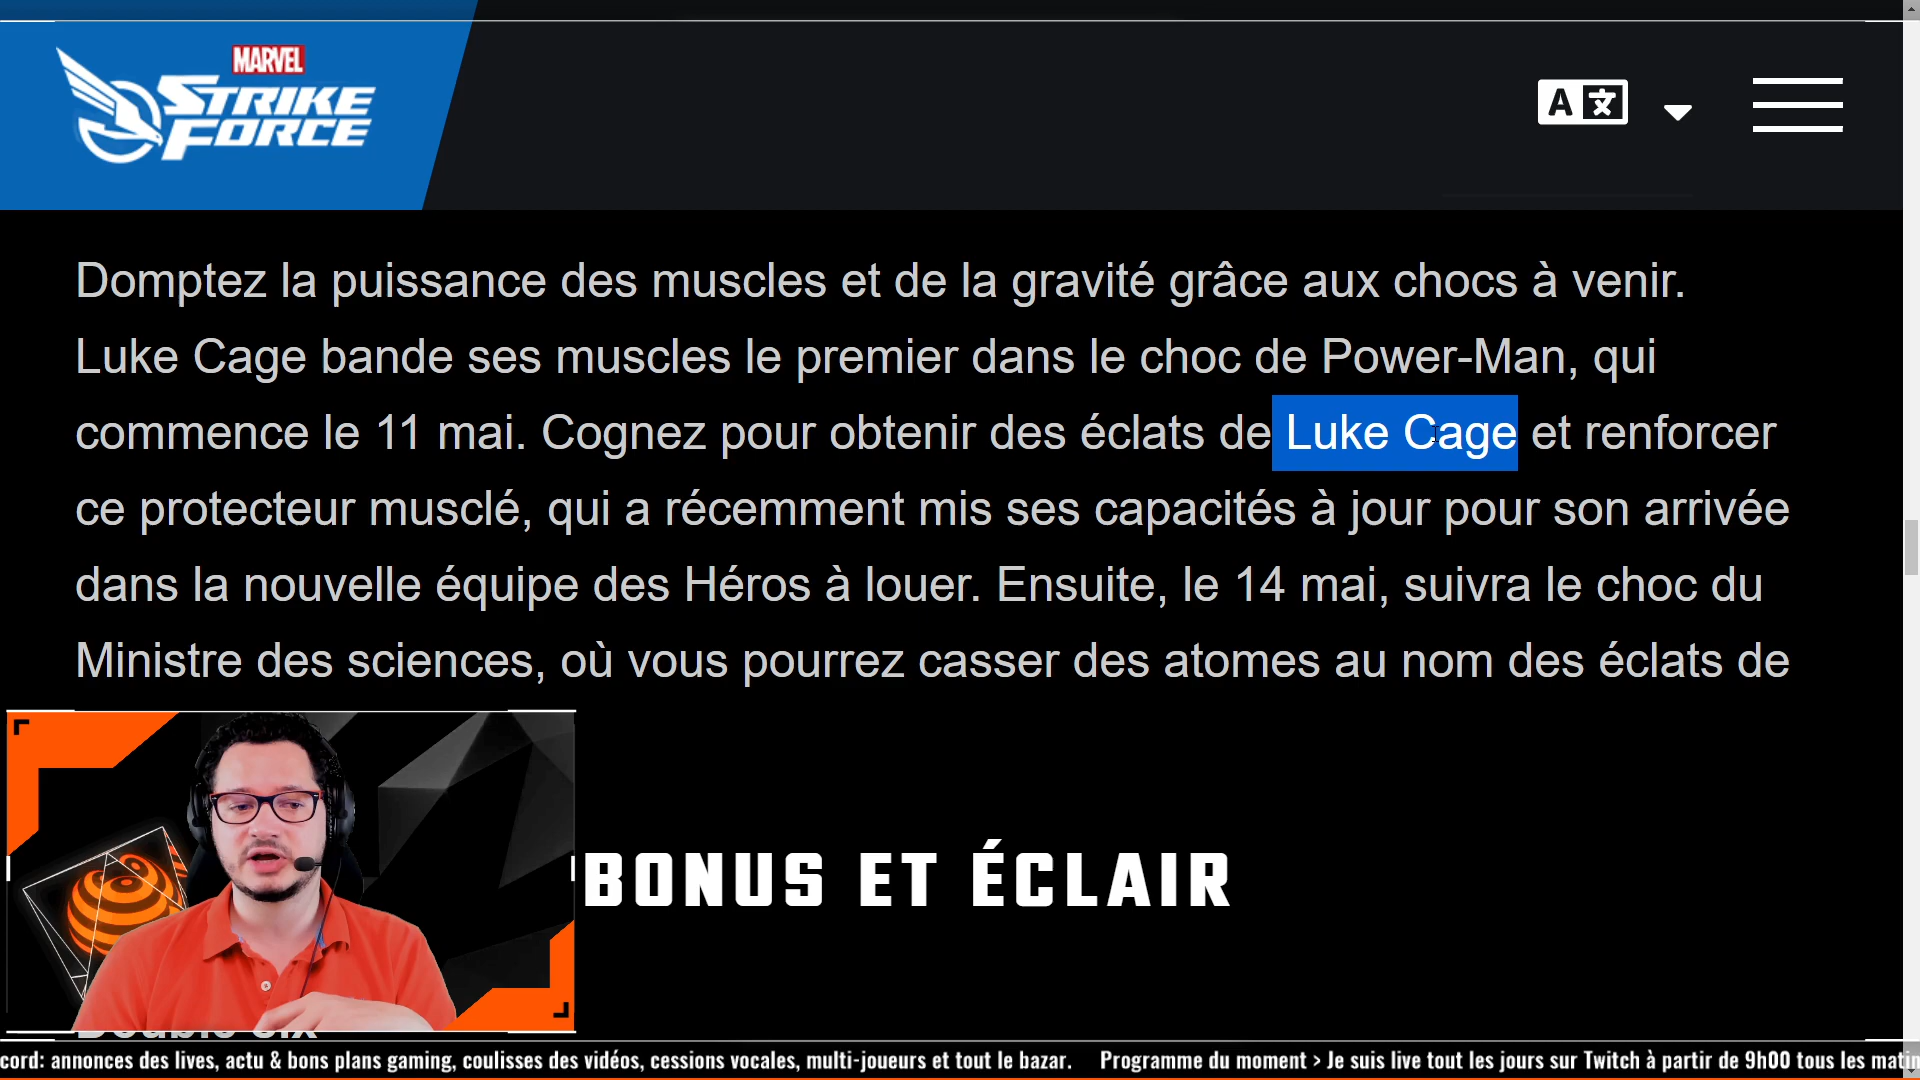 MARVEL
STRIKE
FORCE
A文
Domptez la puissance des muscles et de la gravité grâce aux chocs à venir.
Luke Cage bande ses muscles le premier dans le choc de Power-Man, qui
commence le 11 mai. Cognez pour obtenir des éclats de Luke Cage et renforcer
ce protecteur musclé, qui a récemment mis ses capacités à jour pour son arrivée
dans la nouvelle équipe des Héros à louer. Ensuite, le 14 mai, suivra le choc du
Ministre des sciences, où vous pourrez casser des atomes au nom des éclats de
BONUS ET ÉCLAIR
cord: annonces des lives, actu & bons plans gaming, coulisses des vidéos, cessions vocales, multi-joueurs et tout le bazar. Programme du moment > Je suis live tout les jours sur Twitch à partir de 9h00 tous les matin